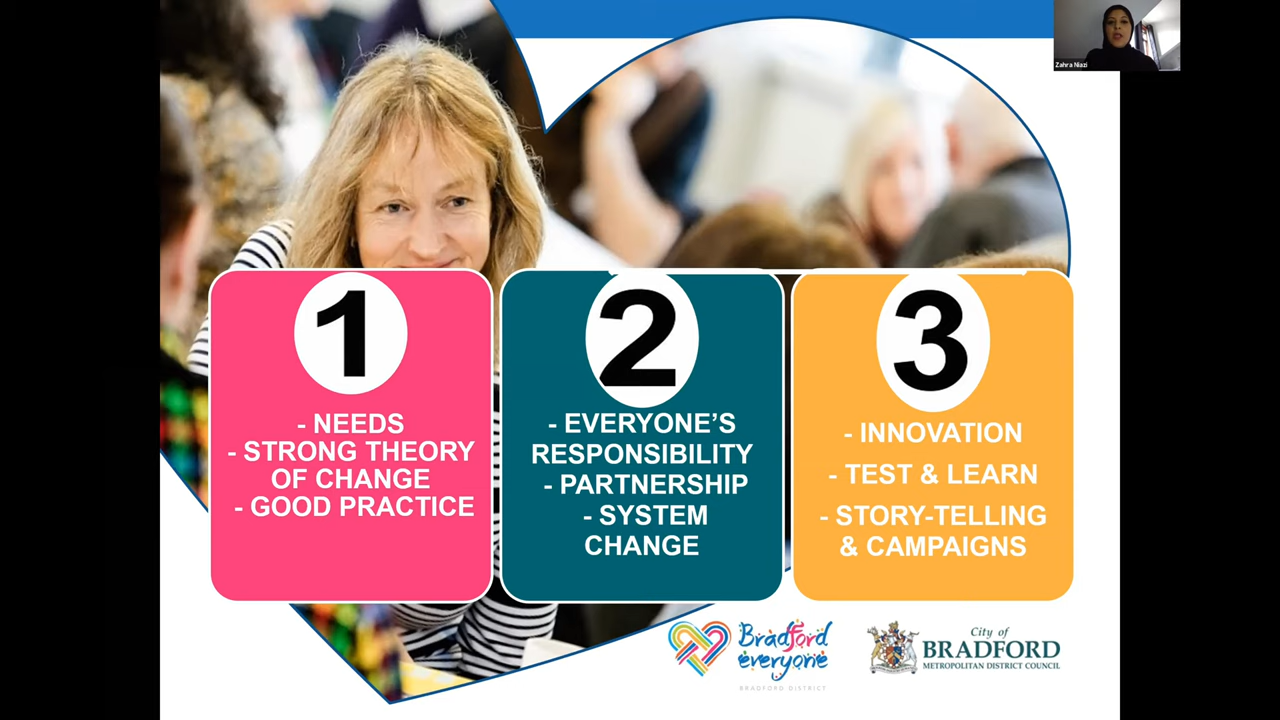 Zahra Niazi
1
- NEEDS
- STRONG THEORY
OF CHANGE
- GOOD PRACTICE
2
- EVERYONE’S
RESPONSIBILITY
- PARTNERSHIP
- SYSTEM
CHANGE
3
- INNOVATION
- TEST & LEARN
- STORY-TELLING
& CAMPAIGNS
Bradford
everyone
BRADFORD DISTRICT
City of
BRADFORD
METROPOLITAN DISTRICT COUNCIL